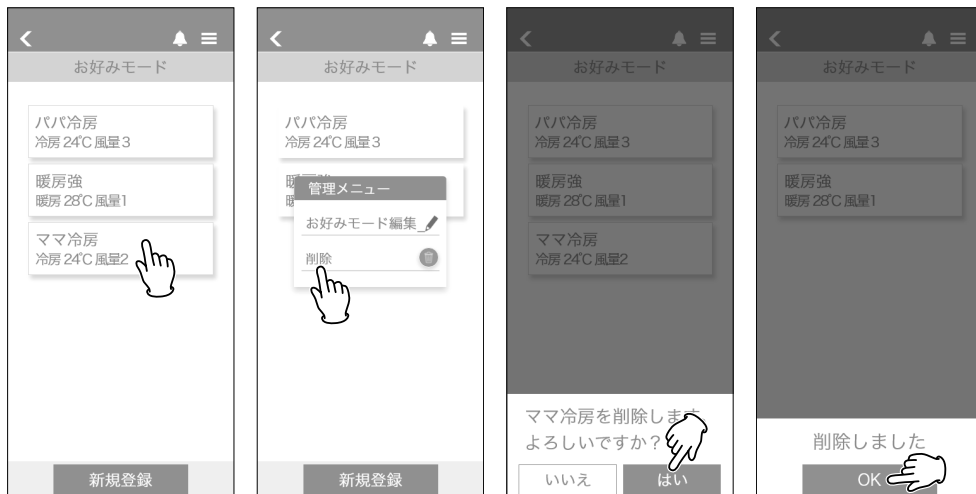 お好みモード
パパ冷房
冷房 24℃ 風量3
暖房強
暖房 28℃ 風量1
ママ冷房
冷房 24℃ 風量2
新規登録
お好みモード
パパ冷房
冷房 24℃ 風量3
管理メニュー
お好みモード編集
削除
新規登録
お好みモード
パパ冷房
冷房 24℃ 風量3
暖房強
暖房 28℃ 風量1
ママ冷房
冷房 24℃ 風量2
ママ冷房を削除します
よろしいですか?
いいえ
はい
お好みモード
パパ冷房
冷房 24℃ 風量3
暖房強
暖房 28℃ 風量1
削除しました
OK